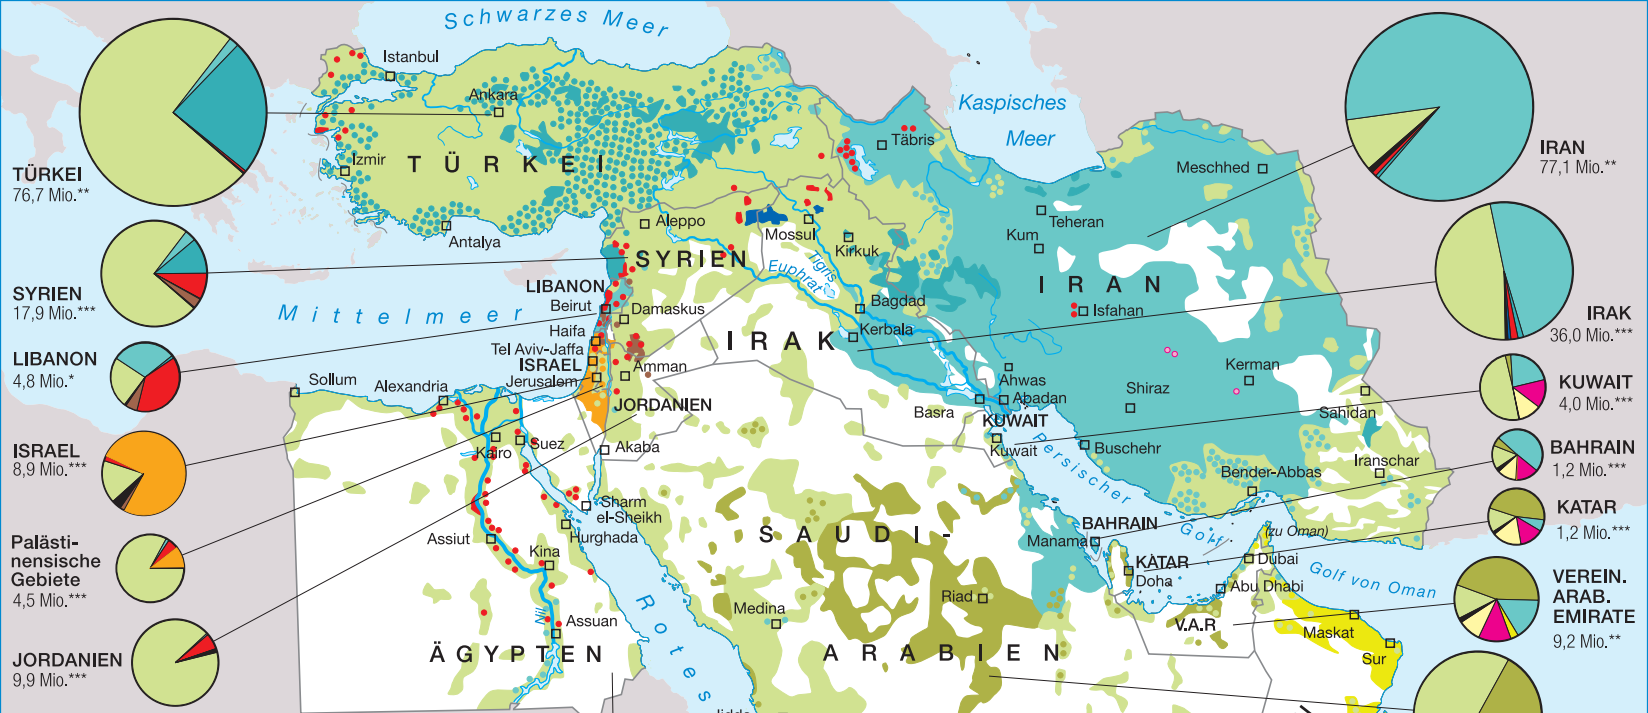 Schwarzes Meer
Kaspisches
Meer
Mittelmeer
Persischer
Golf
Golf von Oman
Rotes
Euphrat
Tigris
Nil
TÜRKEI
76,7 Mio.**
SYRIEN
17,9 Mio.***
LIBANON
4,8 Mio.*
ISRAEL
8,9 Mio.***
Palästi-
nensische
Gebiete
4,5 Mio.***
JORDANIEN
9,9 Mio.***
IRAN
77,1 Mio.**
IRAK
36,0 Mio.***
KUWAIT
4,0 Mio.***
BAHRAIN
1,2 Mio.***
KATAR
1,2 Mio.***
VEREIN.
ARAB.
EMIRATE
9,2 Mio.**
TÜRKEI
Istanbul
Ankara
Izmir
Antalya
SYRIEN
Aleppo
Damaskus
LIBANON
Beirut
Haifa
Tel Aviv-Jaffa
ISRAEL
Jerusalem
Amman
JORDANIEN
Akaba
IRAK
Mossul
Kirkuk
Bagdad
Kerbala
Basra
IRAN
Täbris
Meschhed
Teheran
Kum
Isfahan
Kerman
Shiraz
Ahwas
Abadan
Buschehr
Bender-Abbas
Sahidan
Iranschar
KUWAIT
Kuwait
BAHRAIN
Manama
KATAR
Doha
(zu Oman)
Dubai
Abu Dhabi
V.A.R
Maskat
Sur
SAUDI-
ARABIEN
Riad
Medina
ÄGYPTEN
Sollum
Alexandria
Kairo
Suez
Sharm
el-Sheikh
Hurghada
Assiut
Kina
Assuan